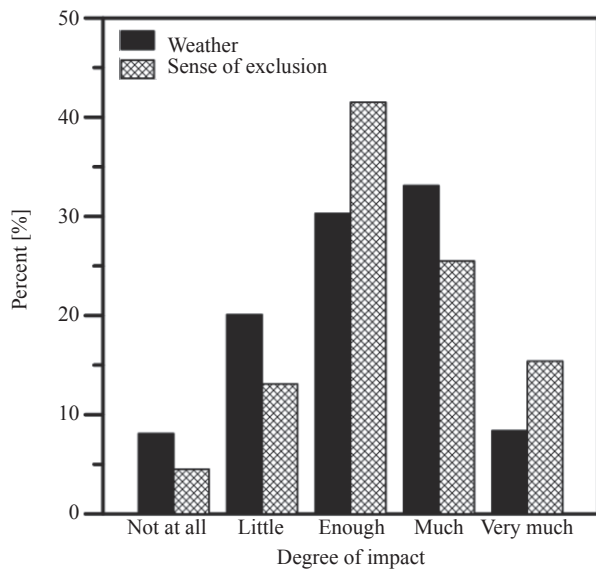 50
40
30
20
10
0
Percent [%]
Weather
Sense of exclusion
Not at all Little Enough Much Very much
Degree of impact